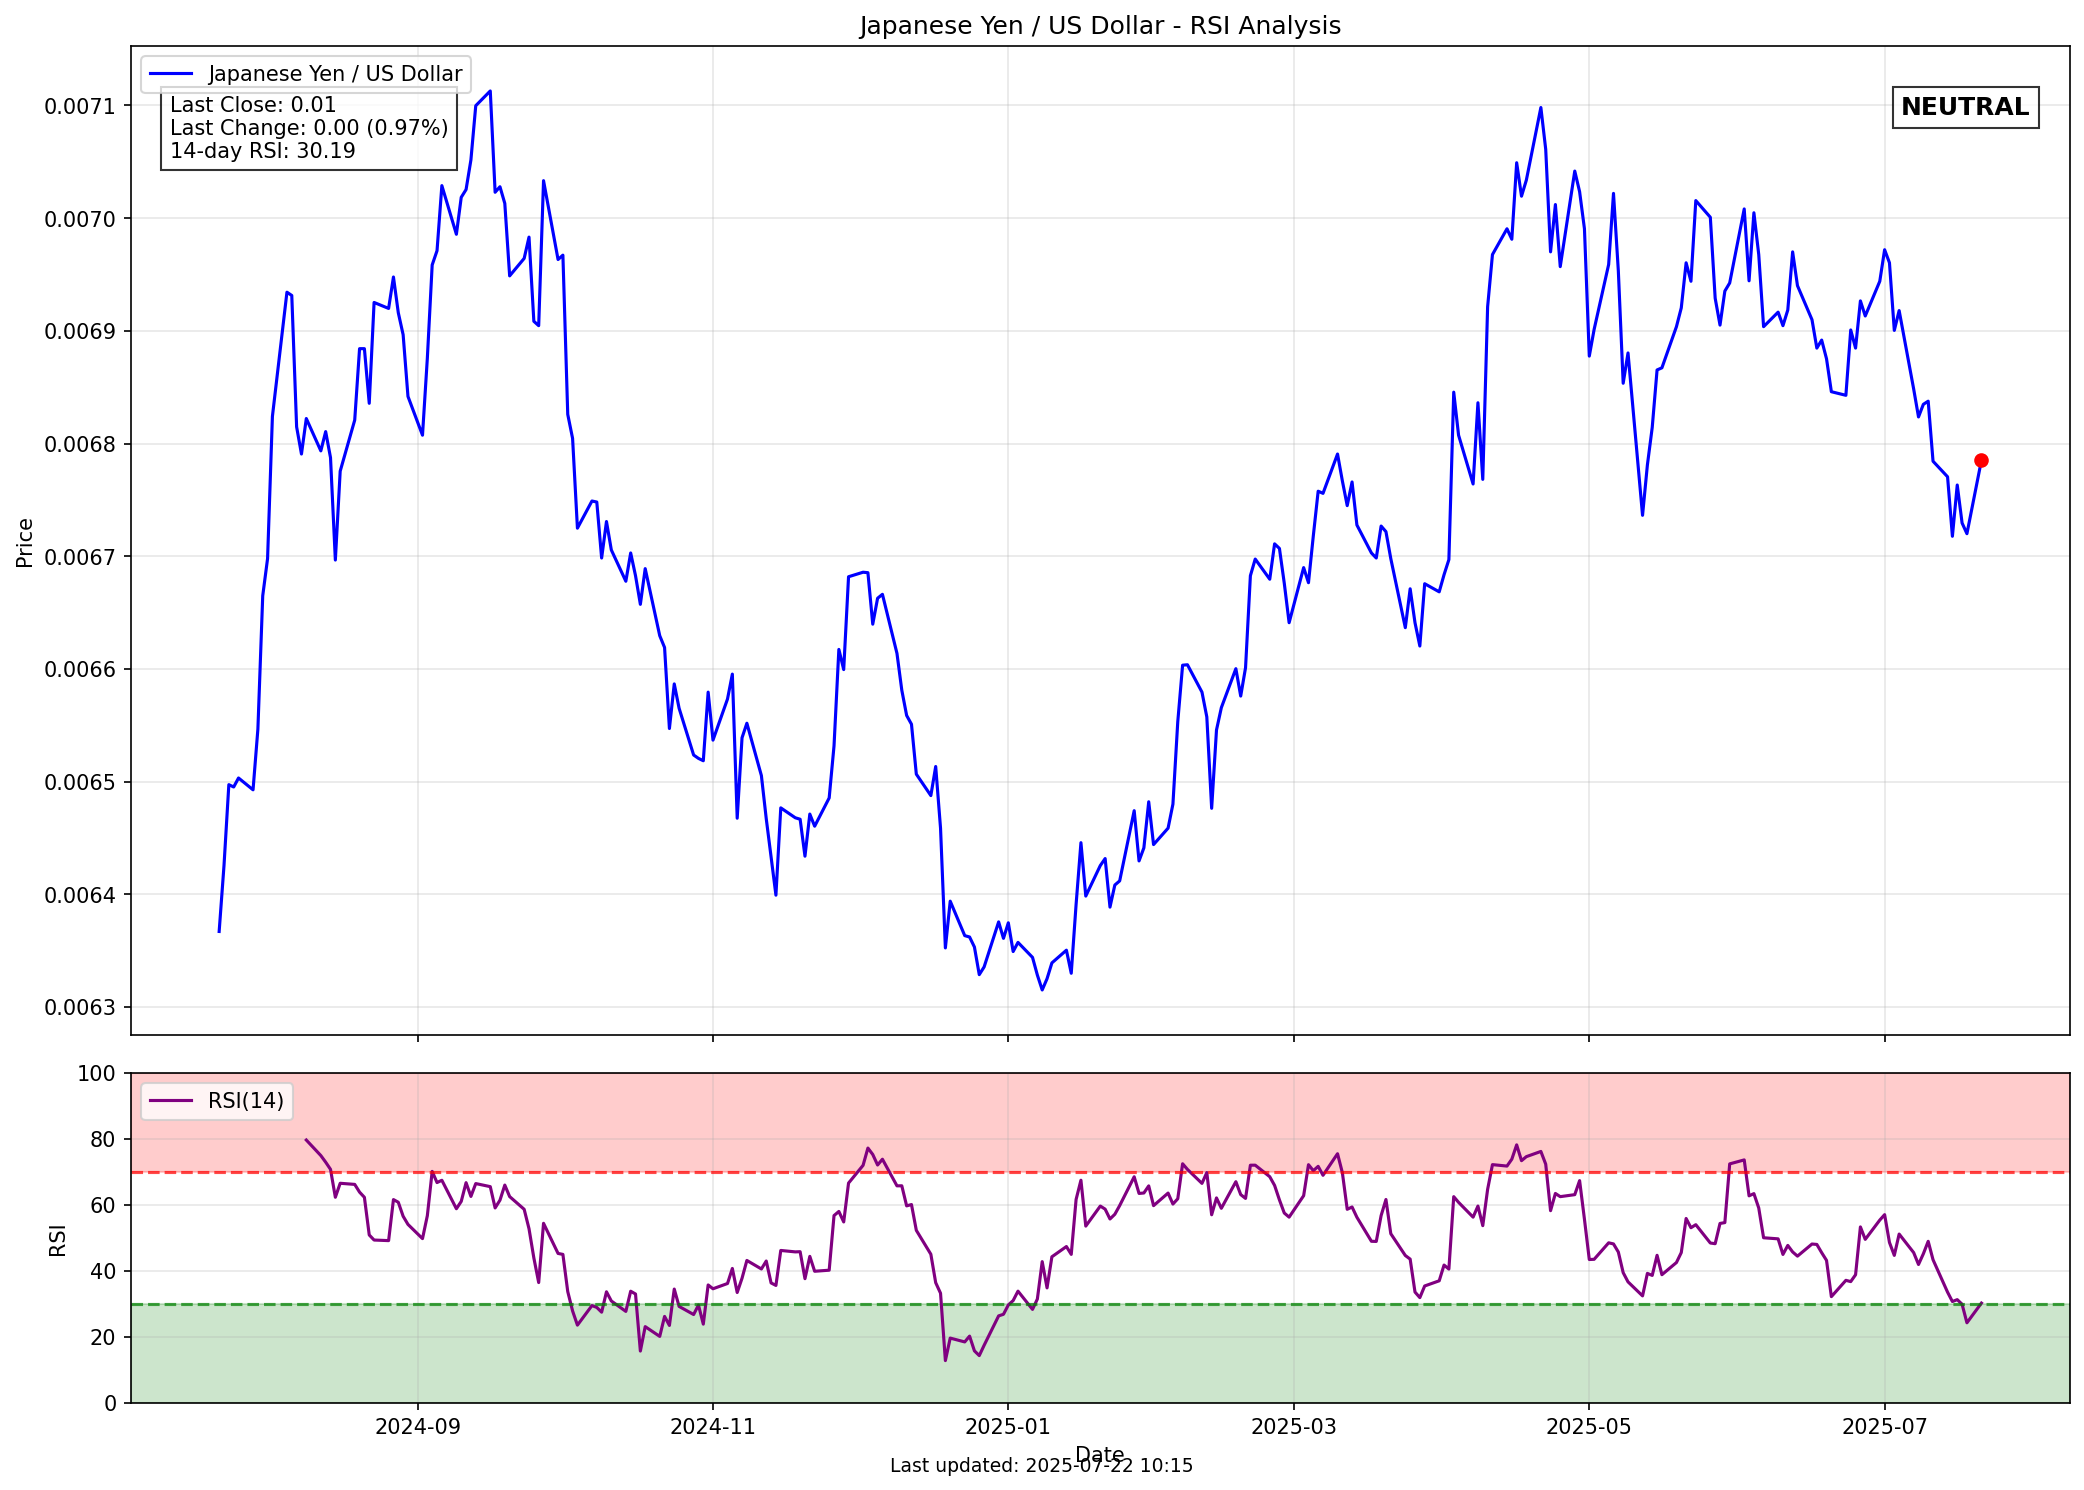 Japanese Yen / US Dollar - RSI Analysis
Japanese Yen / US Dollar
Last Close: 0.01
Last Change: 0.00 (0.97%)
14-day RSI: 30.19
NEUTRAL
Price
0.0071
0.0070
0.0069
0.0068
0.0067
0.0066
0.0065
0.0064
0.0063
RSI(14)
RSI
100
80
60
40
20
0
2024-09
2024-11
2025-01
2025-03
2025-05
2025-07
Date
Last updated: 2025-07-22 10:15